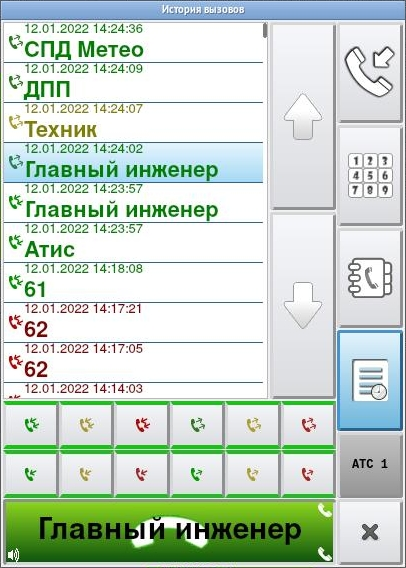 История вызовов
12.01.2022 14:24:36
СПД Метео
12.01.2022 14:24:09
ДПП
12.01.2022 14:24:07
Техник
12.01.2022 14:24:02
Главный инженер
12.01.2022 14:23:57
Главный инженер
12.01.2022 14:23:57
Атис
12.01.2022 14:18:08
61
12.01.2022 14:17:21
62
12.01.2022 14:17:05
62
12.01.2022 14:14:03
1 2 3
4 5 6
7 8 9
АТС 1
Главный инженер